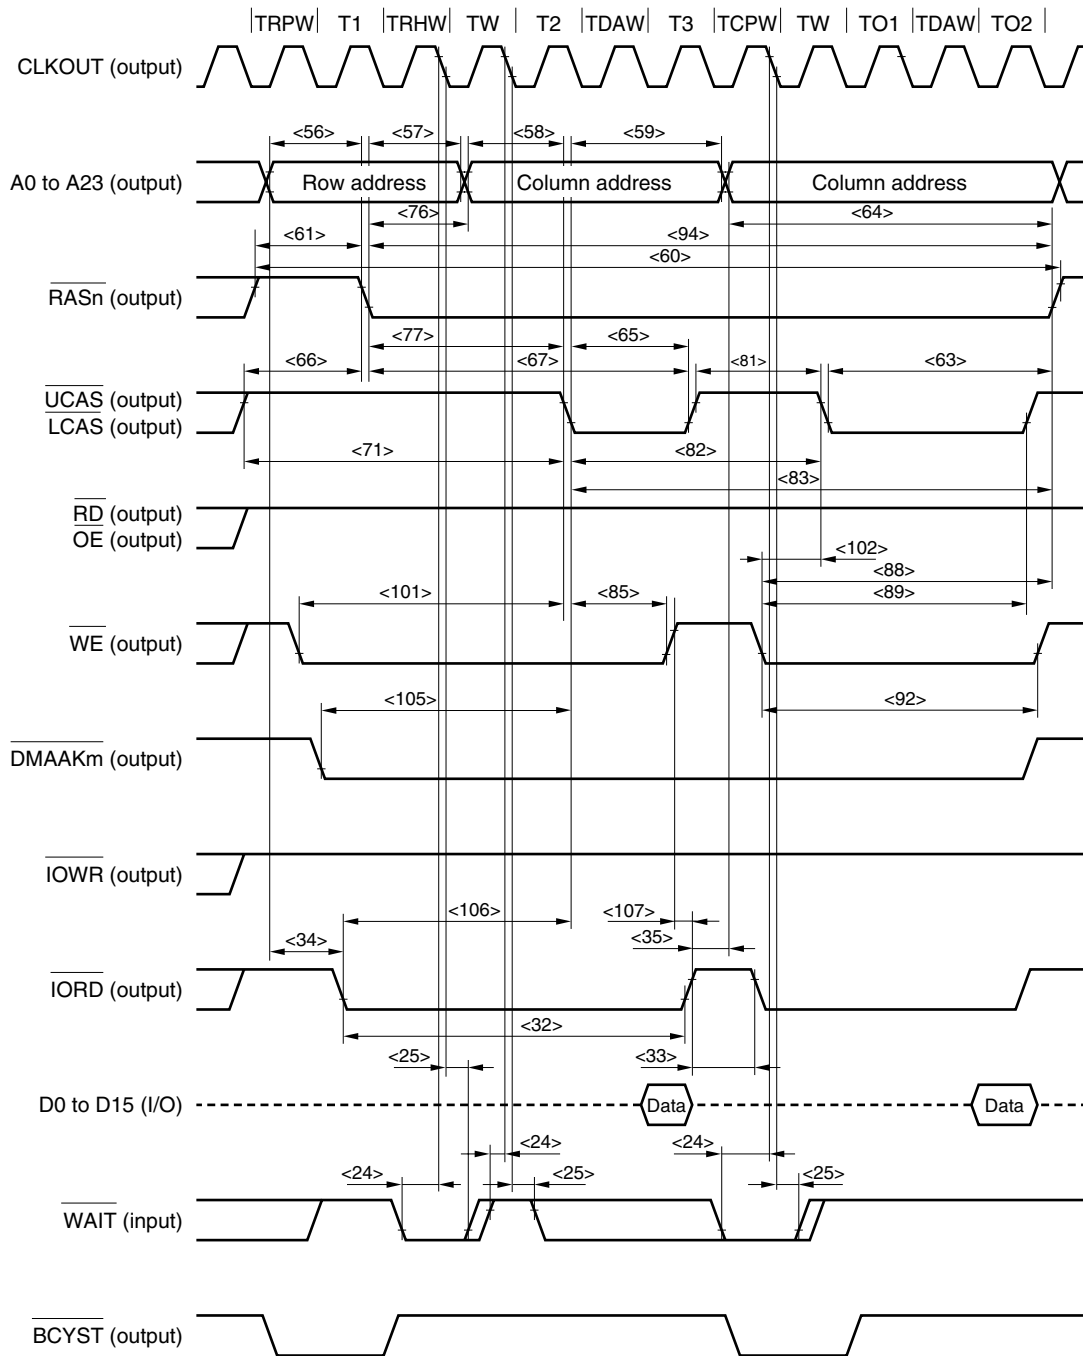 TRPW T1 TRHW TW T2 TDAW T3 TCPW TW TO1 TDAW TO2
CLKOUT (output)
<56> <57> <58> <59>
A0 to A23 (output) Row address Column address Column address
<76> <64>
<61> <94>
<60>
RASn (output)
<77> <65>
<66> <67> <81> <63>
UCAS (output)
LCAS (output)
<71> <82>
<83>
RD (output)
OE (output)
<102>
<88>
<101> <85> <89>
WE (output)
<105> <92>
DMAAKm (output)
IOWR (output)
<106> <107>
<34> <35>
IORD (output)
<32>
<25> <33>
D0 to D15 (I/O) Data Data
<24> <24>
<24> <25> <25>
WAIT (input)
BCYST (output)